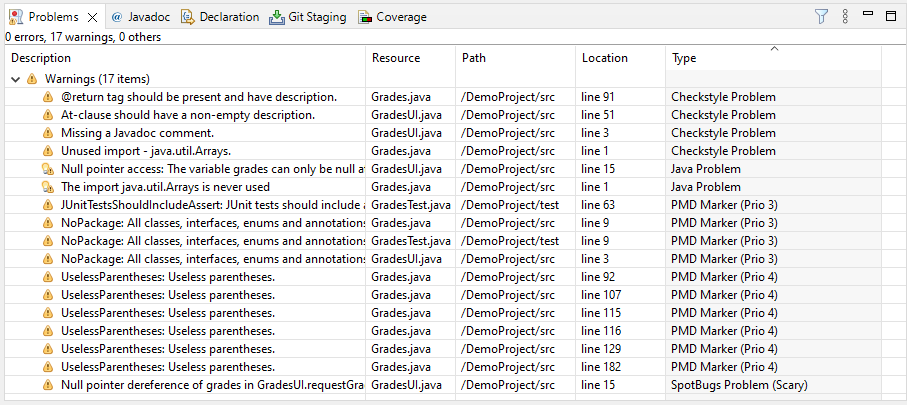 Problems @ Javadoc Declaration Git Staging Coverage
0 errors, 17 warnings, 0 others
Description Resource Path Location Type
Warnings (17 items)
@return tag should be present and have description. Grades.java /DemoProject/src line 91 Checkstyle Problem
At-clause should have a non-empty description. GradesUI.java /DemoProject/src line 51 Checkstyle Problem
Missing a Javadoc comment. GradesUI.java /DemoProject/src line 3 Checkstyle Problem
Unused import - java.util.Arrays. Grades.java /DemoProject/src line 1 Checkstyle Problem
Null pointer access: The variable grades can only be null a GradesUI.java /DemoProject/src line 15 Java Problem
The import java.util.Arrays is never used Grades.java /DemoProject/src line 1 Java Problem
JUnitTestsShouldIncludeAssert: JUnit tests should include a GradesTest.java /DemoProject/test line 63 PMD Marker (Prio 3)
NoPackage: All classes, interfaces, enums and annotations Grades.java /DemoProject/src line 9 PMD Marker (Prio 3)
NoPackage: All classes, interfaces, enums and annotations GradesTest.java /DemoProject/test line 9 PMD Marker (Prio 3)
NoPackage: All classes, interfaces, enums and annotations GradesUI.java /DemoProject/src line 3 PMD Marker (Prio 3)
UselessParentheses: Useless parentheses. Grades.java /DemoProject/src line 92 PMD Marker (Prio 4)
UselessParentheses: Useless parentheses. Grades.java /DemoProject/src line 107 PMD Marker (Prio 4)
UselessParentheses: Useless parentheses. Grades.java /DemoProject/src line 115 PMD Marker (Prio 4)
UselessParentheses: Useless parentheses. Grades.java /DemoProject/src line 116 PMD Marker (Prio 4)
UselessParentheses: Useless parentheses. Grades.java /DemoProject/src line 129 PMD Marker (Prio 4)
UselessParentheses: Useless parentheses. Grades.java /DemoProject/src line 182 PMD Marker (Prio 4)
Null pointer dereference of grades in GradesUI.requestGra GradesUI.java /DemoProject/src line 15 SpotBugs Problem (Scary)